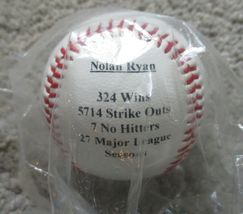 Nolan Ryan
324 Wins
5714 Strike Outs
7 No Hitters
27 Major League
Seasons